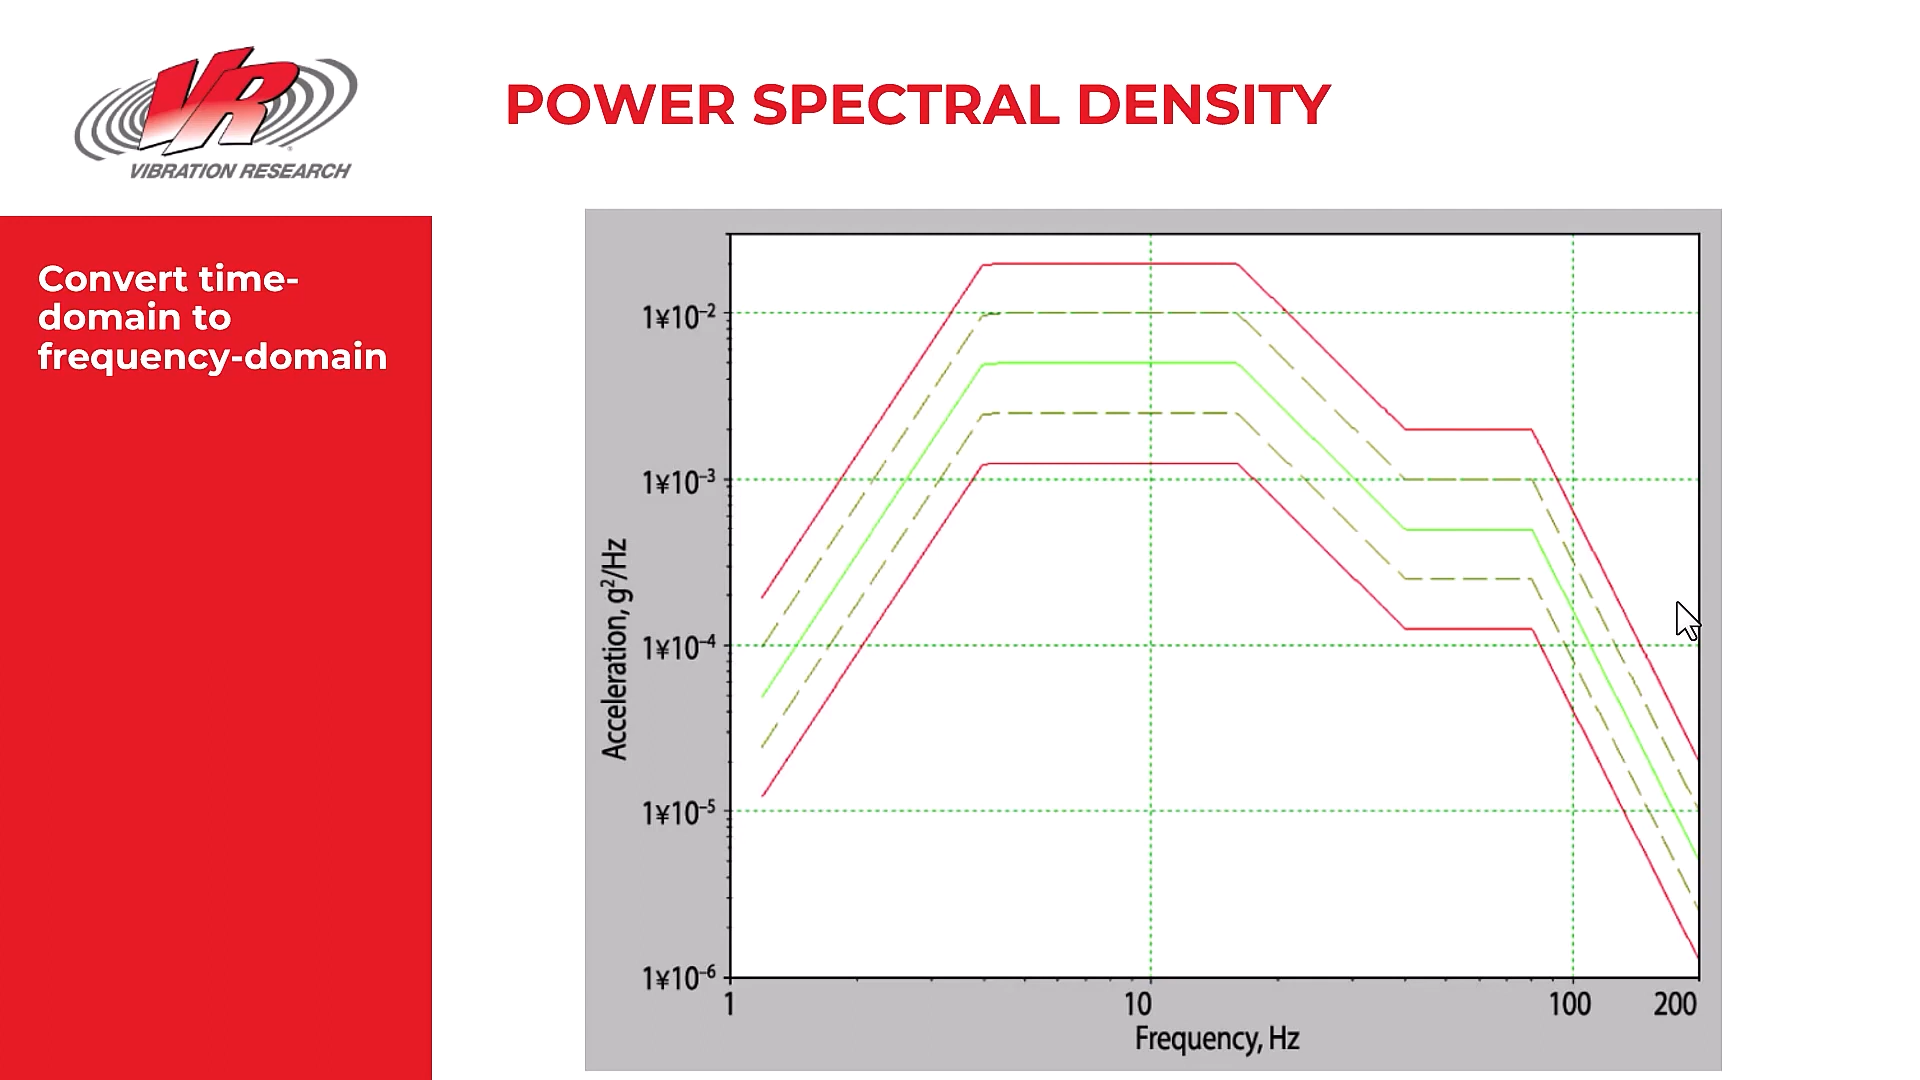 VR
VIBRATION RESEARCH
POWER SPECTRAL DENSITY
Convert time-
domain to
frequency-domain
Acceleration, g²/Hz
1¥10⁻²
1¥10⁻³
1¥10⁻⁴
1¥10⁻⁵
1¥10⁻⁶
1 10 100 200
Frequency, Hz